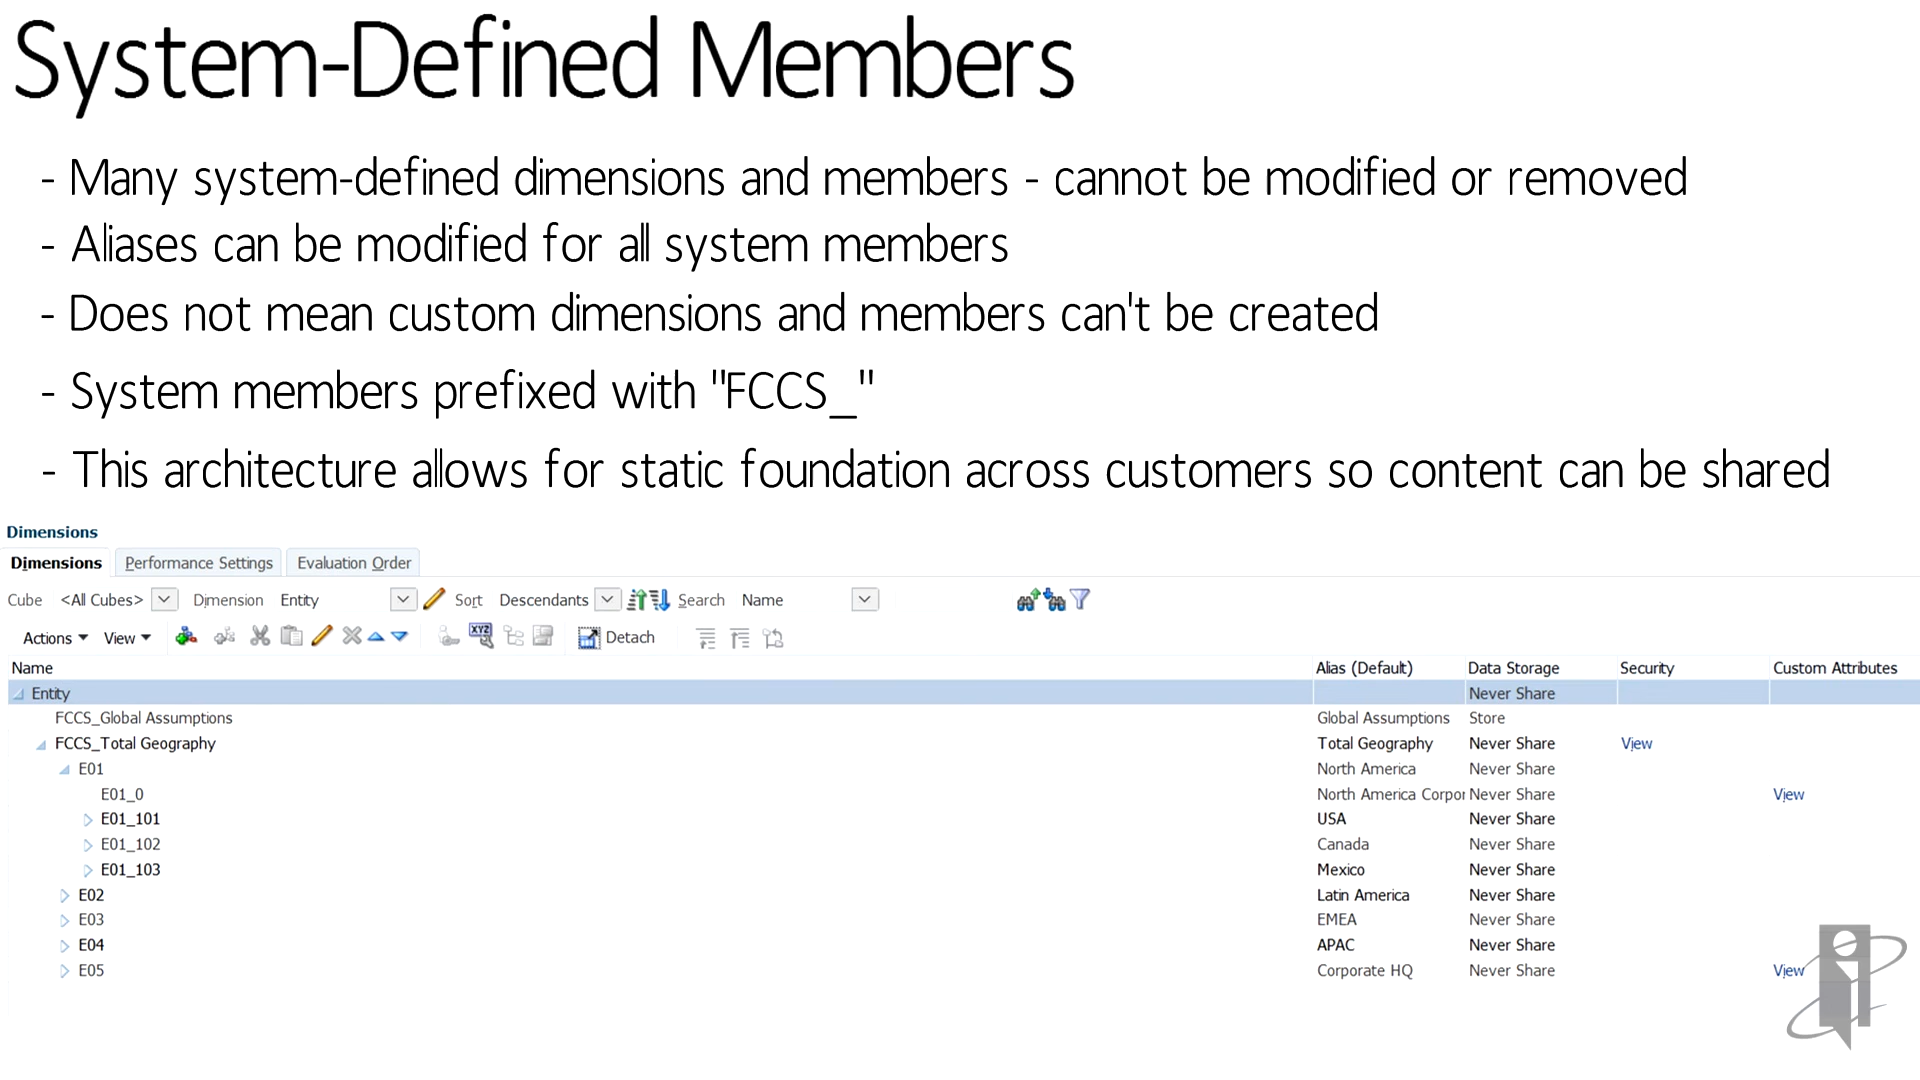 System-Defined Members
- Many system-defined dimensions and members - cannot be modified or removed
- Aliases can be modified for all system members
- Does not mean custom dimensions and members can't be created
- System members prefixed with "FCCS_"
- This architecture allows for static foundation across customers so content can be shared
Dimensions
Dimensions Performance Settings Evaluation Order
Cube <All Cubes> Dimension Entity Sort Descendants Search Name
Actions View XYZ Detach
Name Alias (Default) Data Storage Security Custom Attributes
Entity Never Share
FCCS_Global Assumptions Global Assumptions Store
FCCS_Total Geography Total Geography Never Share View
E01 North America Never Share
E01_0 North America Corpor Never Share View
E01_101 USA Never Share
E01_102 Canada Never Share
E01_103 Mexico Never Share
E02 Latin America Never Share
E03 EMEA Never Share
E04 APAC Never Share
E05 Corporate HQ Never Share View